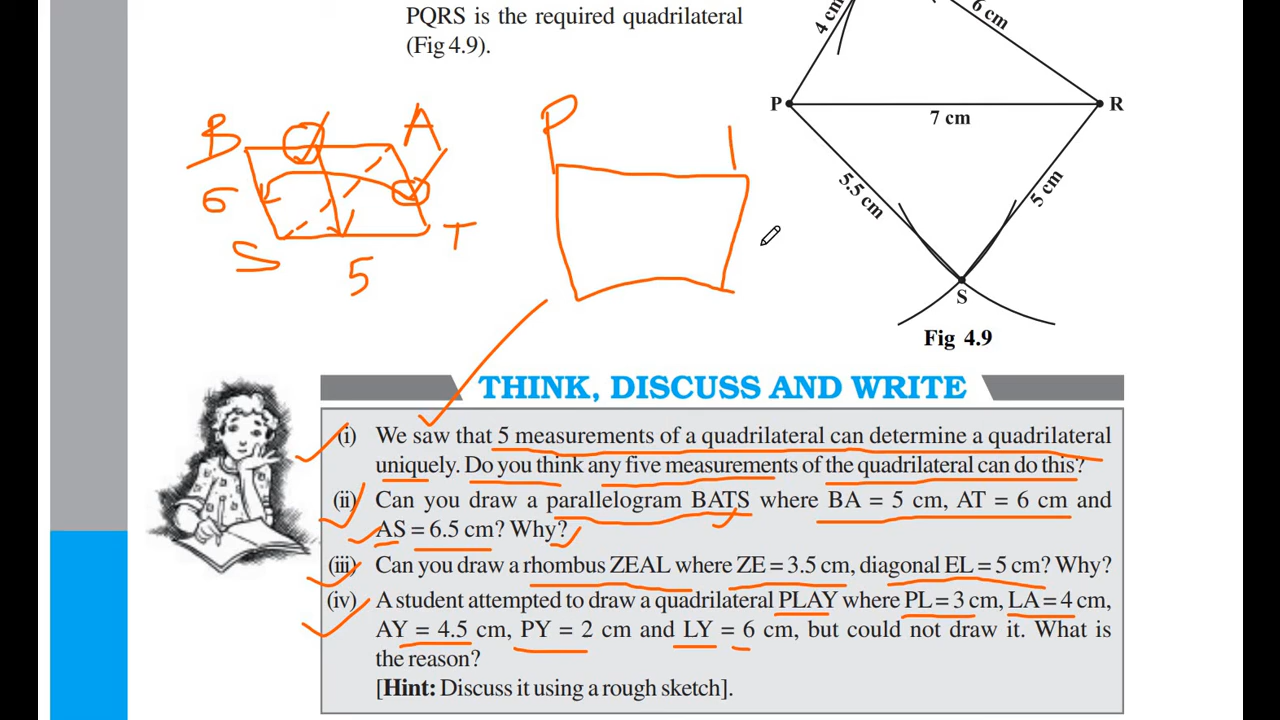 PQRS is the required quadrilateral
(Fig 4.9).
4 cm
6 cm
P
R
7 cm
5.5 cm
5 cm
S
Fig 4.9
B
A
6
S
5
T
P
THINK, DISCUSS AND WRITE
(i) We saw that 5 measurements of a quadrilateral can determine a quadrilateral
uniquely. Do you think any five measurements of the quadrilateral can do this?
(ii) Can you draw a parallelogram BATS where BA = 5 cm, AT = 6 cm and
AS = 6.5 cm? Why?
(iii) Can you draw a rhombus ZEAL where ZE = 3.5 cm, diagonal EL = 5 cm? Why?
(iv) A student attempted to draw a quadrilateral PLAY where PL = 3 cm, LA = 4 cm,
AY = 4.5 cm, PY = 2 cm and LY = 6 cm, but could not draw it. What is
the reason?
[Hint: Discuss it using a rough sketch].